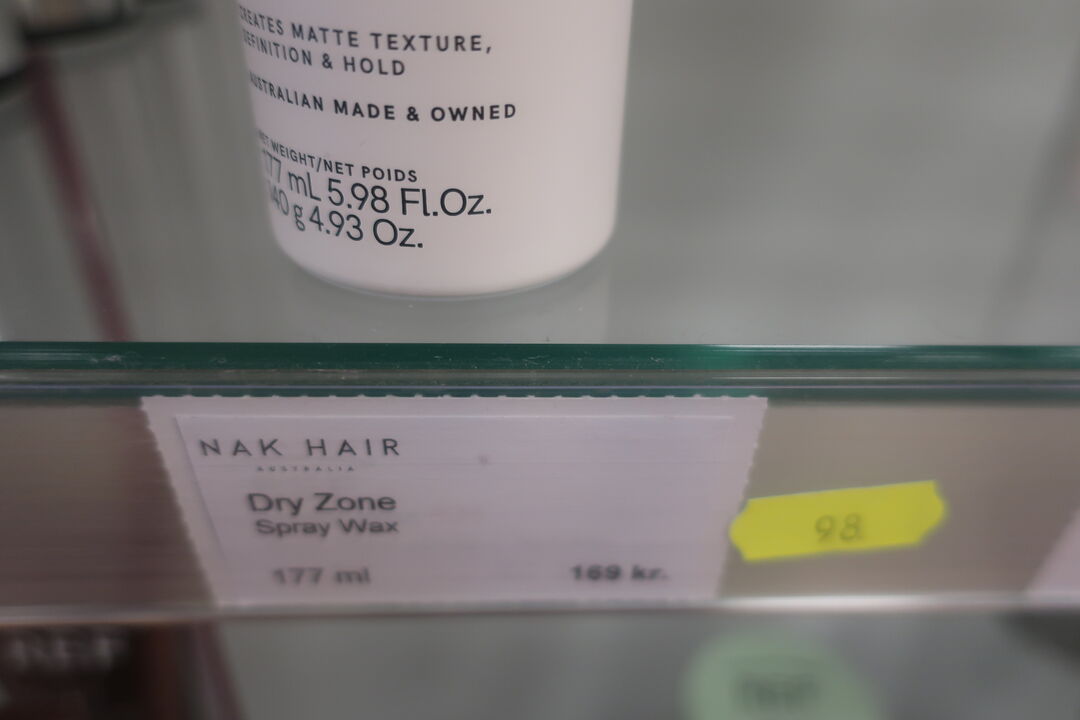 CREATES MATTE TEXTURE,
DEFINITION & HOLD
AUSTRALIAN MADE & OWNED
NET WEIGHT/NET POIDS
177 mL 5.98 Fl.Oz.
140 g 4.93 Oz.
NAK HAIR
AUSTRALIA
Dry Zone
Spray Wax
177 ml 169 kr.
98